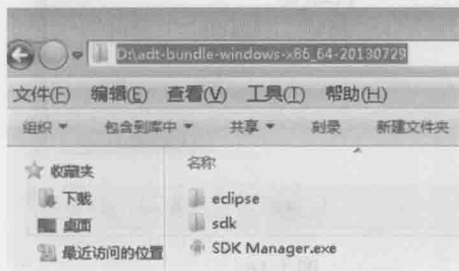 D:\adt-bundle-windows-x86_64-20130729
文件(F) 编辑(E) 查看(V) 工具(T) 帮助(H)
组织 包含到库中 共享 刻录 新建文件夹
收藏夹
下载
桌面
最近访问的位置
名称
eclipse
sdk
SDK Manager.exe